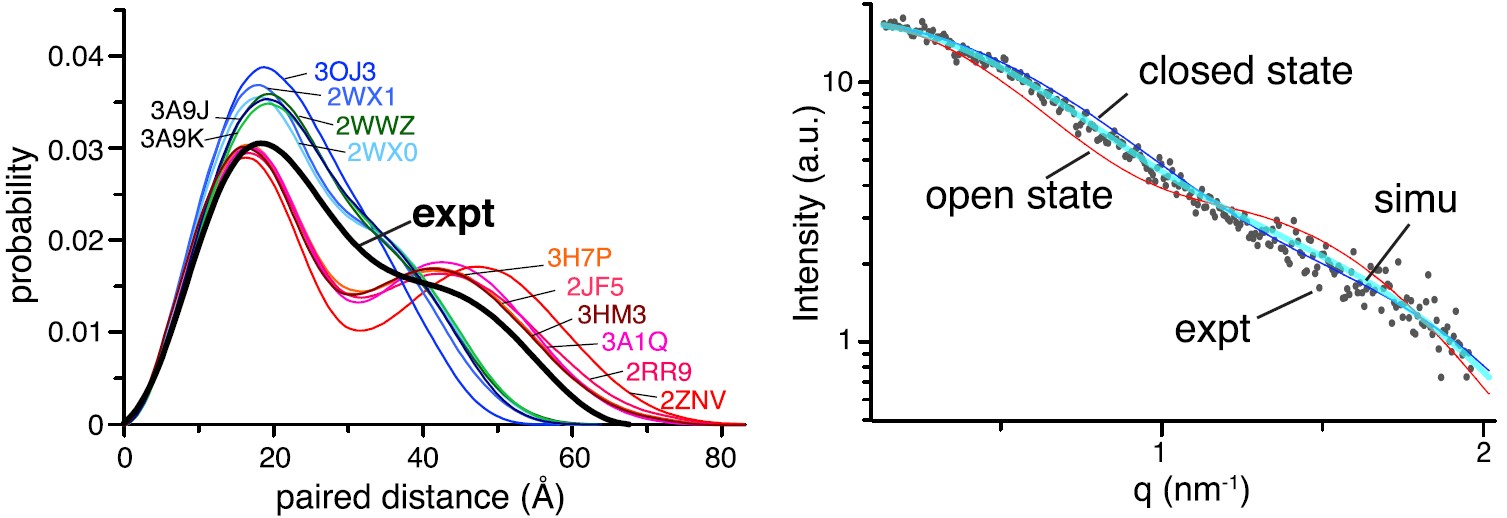 0.04
0.03
0.02
0.01
0
probability
3OJ3
2WX1
3A9J
2WWZ
3A9K
2WX0
expt
3H7P
2JF5
3HM3
3A1Q
2RR9
2ZNV
0 20 40 60 80
paired distance (Å)
10
1
Intensity (a.u.)
closed state
open state
simu
expt
1 2
q (nm-1)